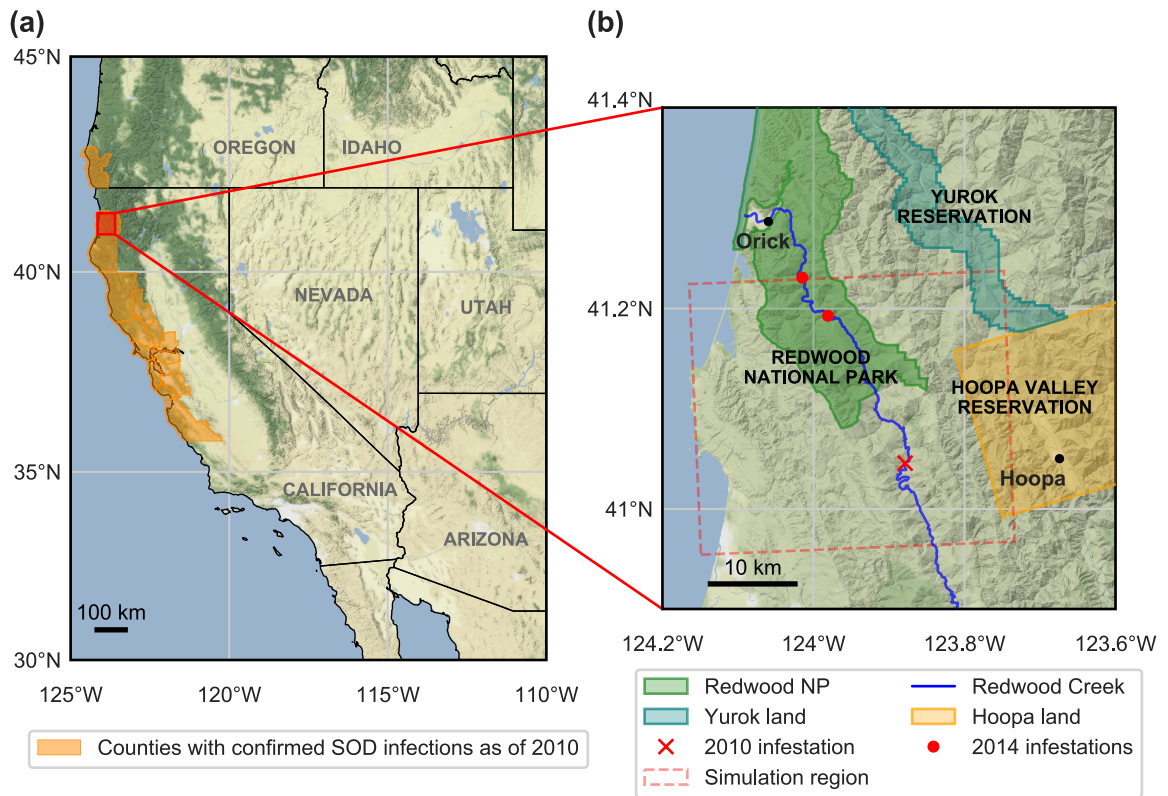 (a)
45°N
40°N
35°N
30°N
125°W
120°W
115°W
110°W
OREGON
IDAHO
NEVADA
UTAH
CALIFORNIA
ARIZONA
100 km
Counties with confirmed SOD infections as of 2010
(b)
41.4°N
41.2°N
41°N
124.2°W
124°W
123.8°W
123.6°W
YUROK
RESERVATION
Orick
REDWOOD
NATIONAL PARK
HOOPA VALLEY
RESERVATION
Hoopa
10 km
Redwood NP
Yurok land
2010 infestation
Simulation region
Redwood Creek
Hoopa land
2014 infestations